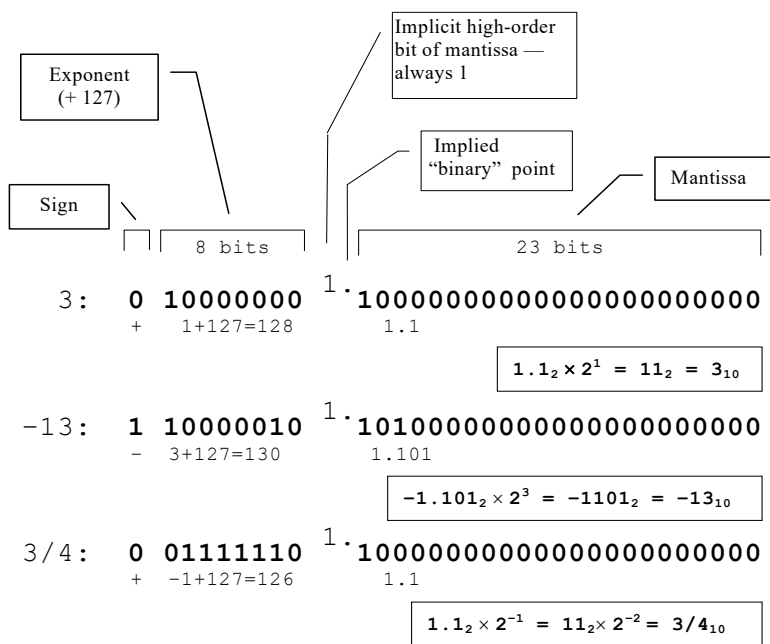 Implicit high-order
bit of mantissa —
always 1
Exponent
(+ 127)
Implied
“binary” point
Mantissa
Sign
8 bits
23 bits
3: 0 10000000 1. 10000000000000000000000
+ 1+127=128 1.1
1.1₂ × 2¹ = 11₂ = 3₁₀
−13: 1 10000010 1. 10100000000000000000000
− 3+127=130 1.101
−1.101₂ × 2³ = −1101₂ = −13₁₀
3/4: 0 01111110 1. 10000000000000000000000
+ −1+127=126 1.1
1.1₂ × 2⁻¹ = 11₂ × 2⁻² = 3/4₁₀